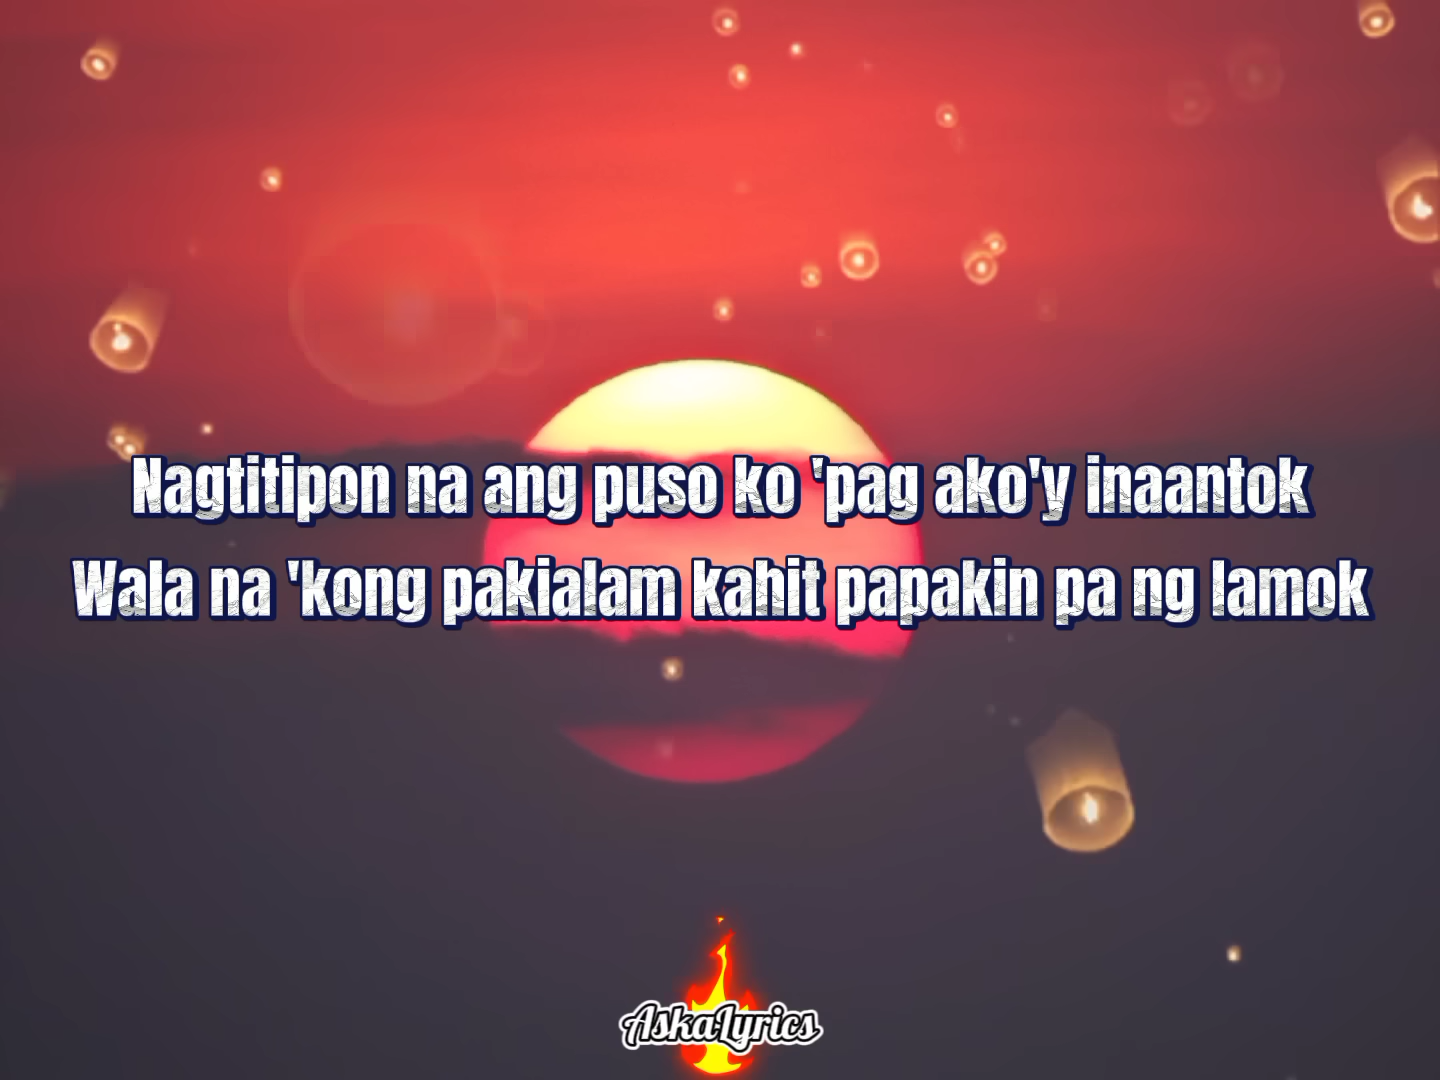 Nagtitipon na ang puso ko 'pag ako'y inaantok
Wala na 'kong pakialam kahit papakin pa ng lamok
AskaLyrics